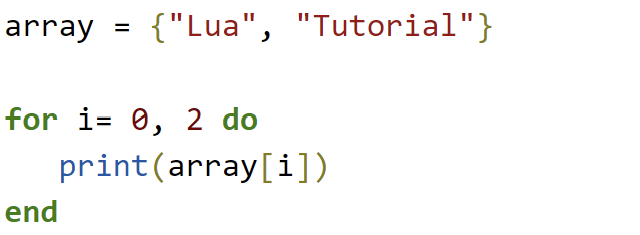 array = {"Lua", "Tutorial"}
for i= 0, 2 do
   print(array[i])
end